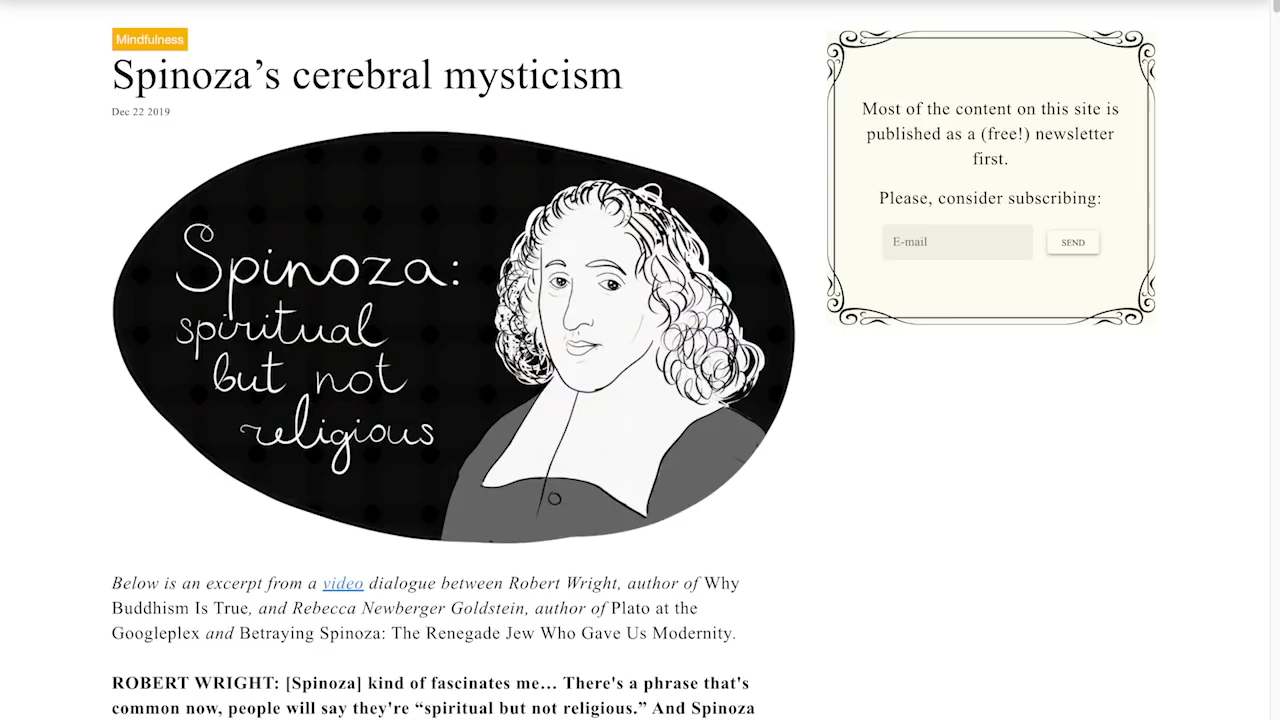 Mindfulness
Spinoza’s cerebral mysticism
Dec 22 2019
Spinoza:
spiritual
but not
religious
Below is an excerpt from a video dialogue between Robert Wright, author of Why
Buddhism Is True, and Rebecca Newberger Goldstein, author of Plato at the
Googleplex and Betraying Spinoza: The Renegade Jew Who Gave Us Modernity.
ROBERT WRIGHT: [Spinoza] kind of fascinates me… There's a phrase that's
common now, people will say they're “spiritual but not religious.” And Spinoza
Most of the content on this site is
published as a (free!) newsletter
first.
Please, consider subscribing:
E-mail
SEND